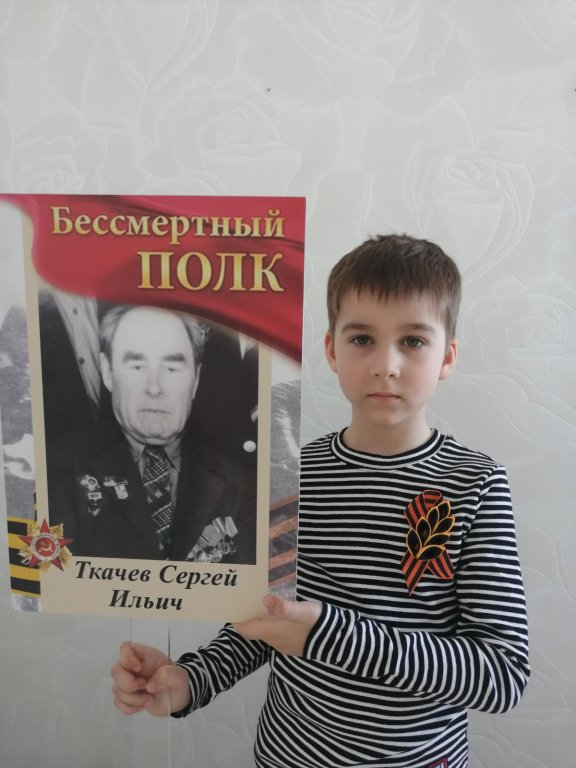 Бессмертный
ПОЛК
Ткачев Сергей
Ильич